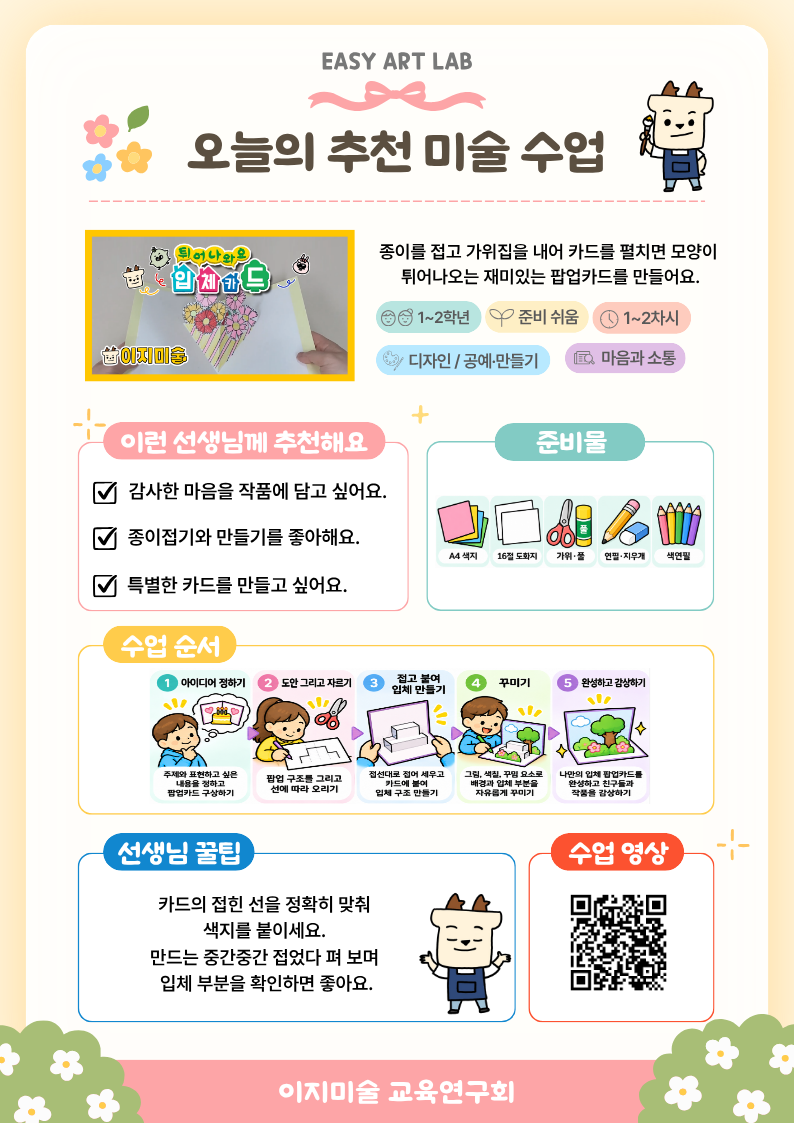 EASY ART LAB
오늘의 추천 미술 수업
튀어나와요
입체카드
이지미술
종이를 접고 가위집을 내어 카드를 펼치면 모양이
튀어나오는 재미있는 팝업카드를 만들어요.
1~2학년
준비 쉬움
1~2차시
디자인 / 공예·만들기
마음과 소통
이런 선생님께 추천해요
감사한 마음을 작품에 담고 싶어요.
종이접기와 만들기를 좋아해요.
특별한 카드를 만들고 싶어요.
준비물
A4 색지
16절 도화지
가위·풀
연필·지우개
색연필
수업 순서
1 아이디어 정하기
주제와 표현하고 싶은
내용을 정하고
팝업카드 구상하기
2 도안 그리고 자르기
팝업 구조를 그리고
선에 따라 오리기
3 접고 붙여
입체 만들기
접선대로 접어 세우고
카드에 붙여
입체 구조 만들기
4 꾸미기
그림, 색칠, 꾸밈 요소로
배경과 입체 부분을
자유롭게 꾸미기
5 완성하고 감상하기
나만의 입체 팝업카드를
완성하고 친구들과
작품을 감상하기
선생님 꿀팁
카드의 접힌 선을 정확히 맞춰
색지를 붙이세요.
만드는 중간중간 접었다 펴 보며
입체 부분을 확인하면 좋아요.
수업 영상
이지미술 교육연구회